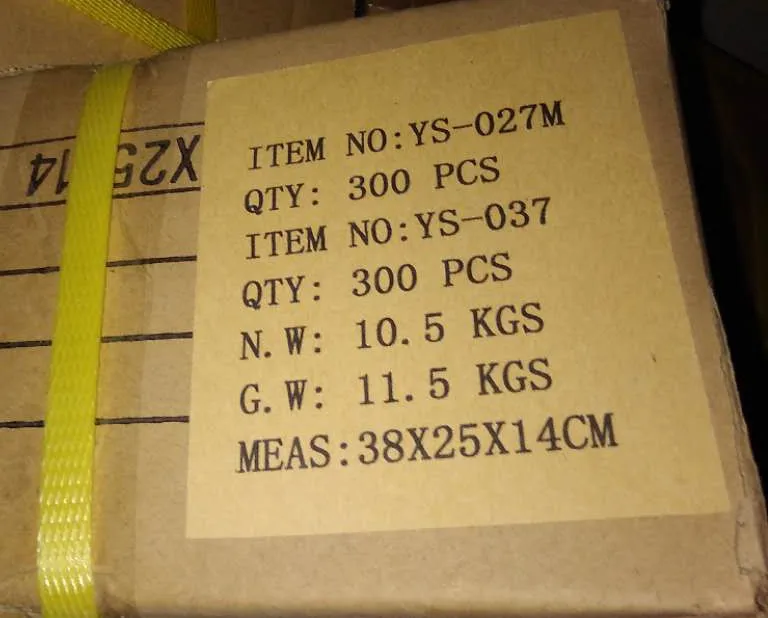 ITEM NO:YS-027M
QTY: 300 PCS
ITEM NO:YS-037
QTY: 300 PCS
N.W: 10.5 KGS
G.W: 11.5 KGS
MEAS:38X25X14CM
X25X14